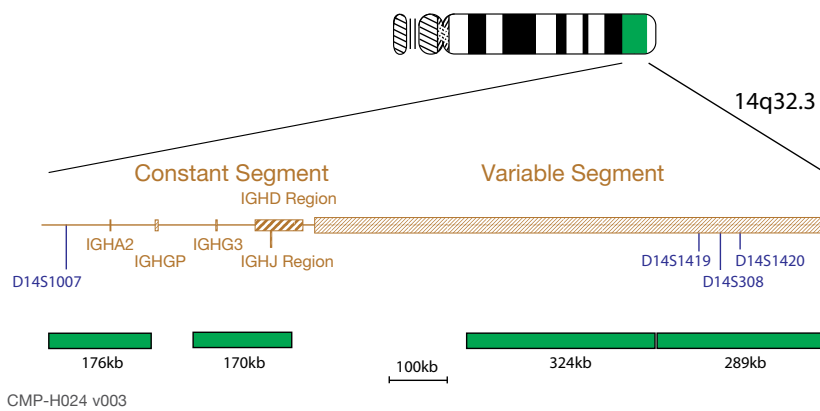 14q32.3
Constant Segment
Variable Segment
IGHD Region
IGHA2
IGHG3
IGHGP
IGHJ Region
D14S1007
D14S1419
D14S1420
D14S308
176kb
170kb
100kb
324kb
289kb
CMP-H024 v003